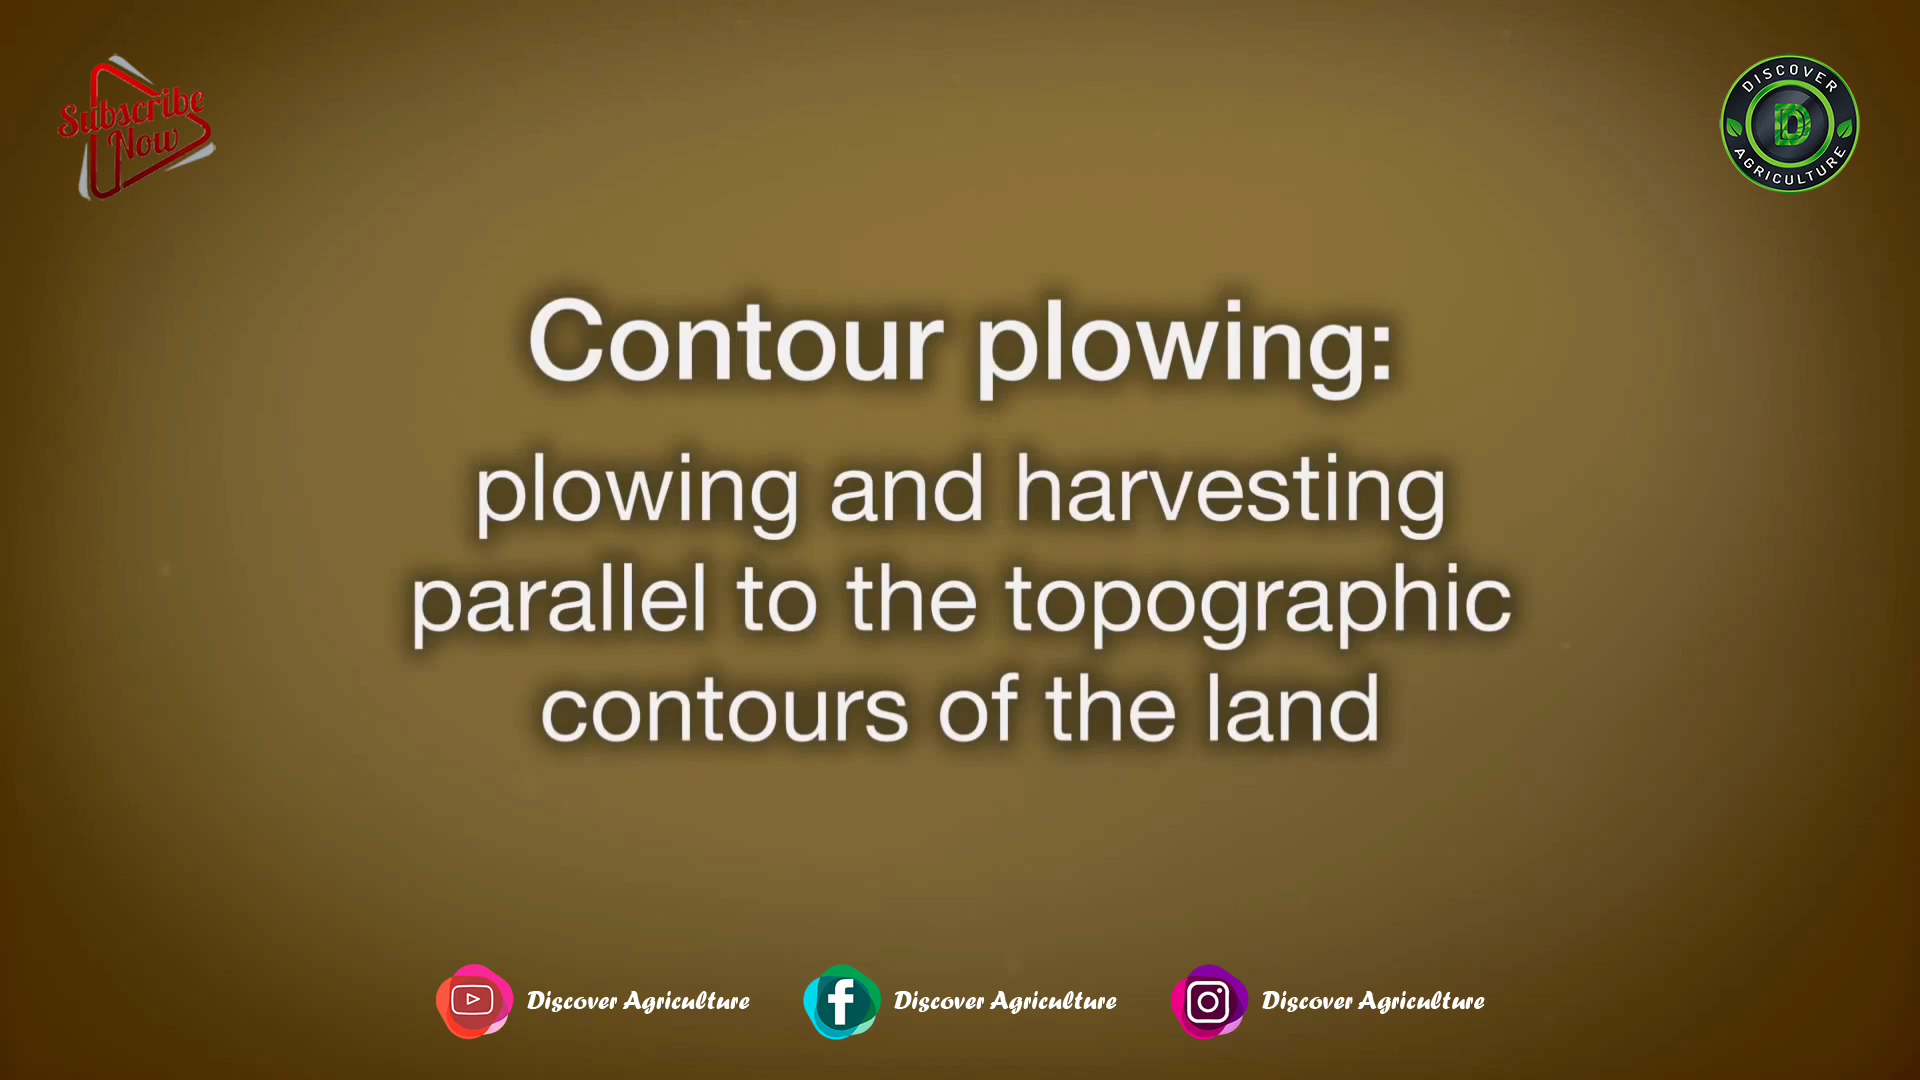 Subscribe
Now
DISCOVER
D
AGRICULTURE
Contour plowing:
plowing and harvesting
parallel to the topographic
contours of the land
Discover Agriculture
f
Discover Agriculture
Discover Agriculture